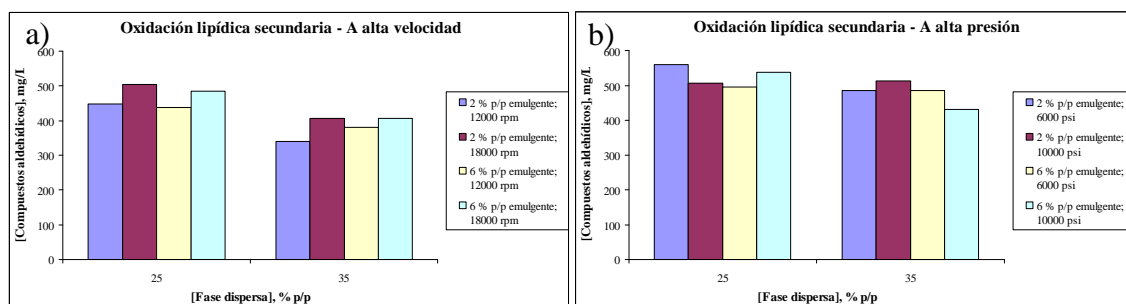 a)
Oxidación lipídica secundaria - A alta velocidad
[Compuestos aldehídicos], mg/L
600
500
400
300
200
100
0
25
35
[Fase dispersa], % p/p
2 % p/p emulgente;
12000 rpm
2 % p/p emulgente;
18000 rpm
6 % p/p emulgente;
12000 rpm
6 % p/p emulgente;
18000 rpm
b)
Oxidación lipídica secundaria - A alta presión
[Compuestos aldehídicos], mg/L
600
500
400
300
200
100
0
25
35
[Fase dispersa], % p/p
2 % p/p emulgente;
6000 psi
2 % p/p emulgente;
10000 psi
6 % p/p emulgente;
6000 psi
6 % p/p emulgente;
10000 psi